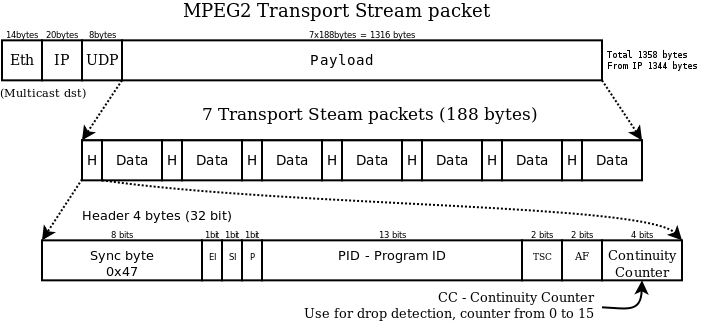 MPEG2 Transport Stream packet
14bytes 20bytes 8bytes 7x188bytes = 1316 bytes
Eth IP UDP Payload
Total 1358 bytes
From IP 1344 bytes
(Multicast dst)
7 Transport Steam packets (188 bytes)
H Data H Data H Data H Data H Data H Data H Data
Header 4 bytes (32 bit)
8 bits 1bit 1bit 1bit 13 bits 2 bits 2 bits 4 bits
Sync byte
0x47
EI SI P PID - Program ID TSC AF
Continuity
Counter
CC - Continuity Counter
Use for drop detection, counter from 0 to 15